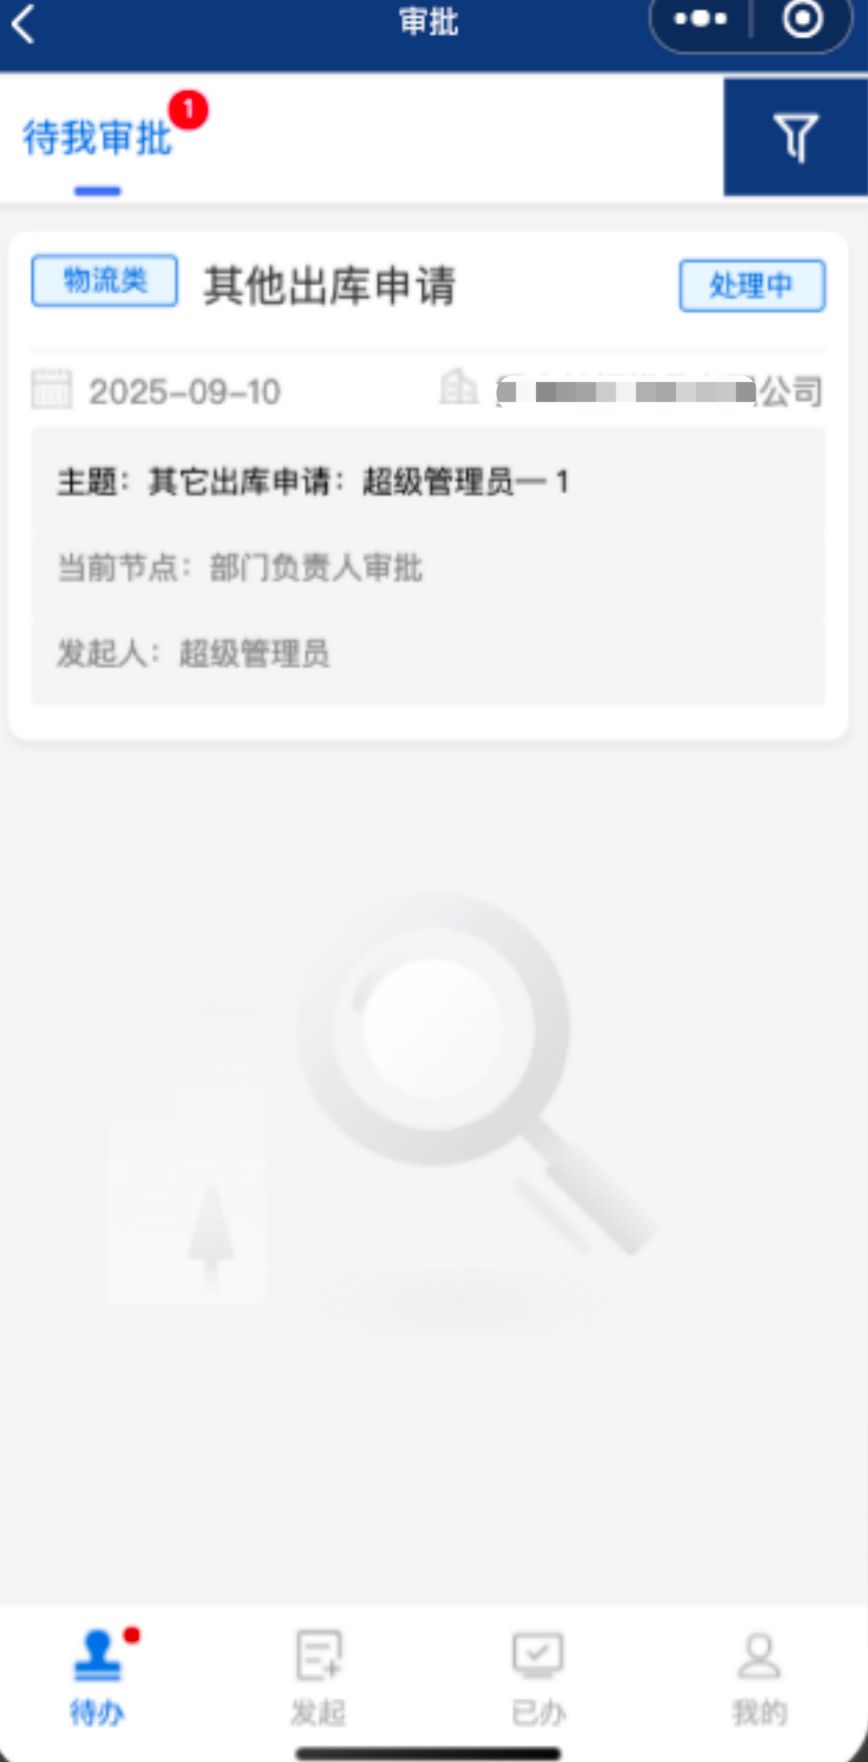 审批
待我审批
1
物流类 其他出库申请 处理中
2025-09-10 公司
主题：其它出库申请：超级管理员一 1
当前节点：部门负责人审批
发起人：超级管理员
待办 发起 已办 我的